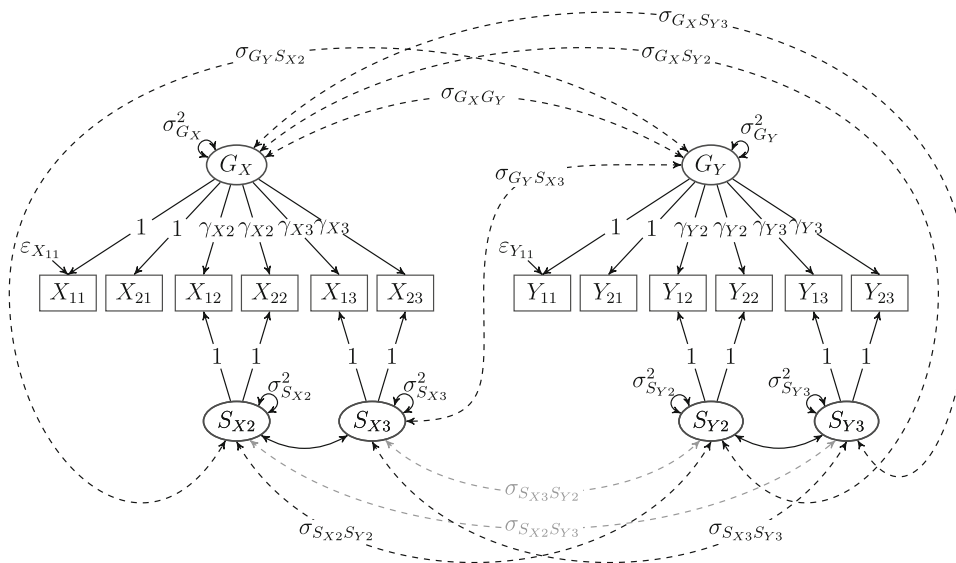 σ_{G_X S_{Y3}}
σ_{G_Y S_{X2}} σ_{G_X S_{Y2}}
σ_{G_X G_Y}
σ²_{G_X} σ²_{G_Y}
G_X G_Y
σ_{G_Y S_{X3}}
1 1 γ_{X2} γ_{X2} γ_{X3} γ_{X3} 1 1 γ_{Y2} γ_{Y2} γ_{Y3} γ_{Y3}
ε_{X_{11}} ε_{Y_{11}}
X_{11} X_{21} X_{12} X_{22} X_{13} X_{23} Y_{11} Y_{21} Y_{12} Y_{22} Y_{13} Y_{23}
1 1 1 1 1 1 1 1
σ²_{S_{X2}} σ²_{S_{X3}} σ²_{S_{Y2}} σ²_{S_{Y3}}
S_{X2} S_{X3} S_{Y2} S_{Y3}
σ_{S_{X3} S_{Y2}}
σ_{S_{X2} S_{Y3}}
σ_{S_{X2} S_{Y2}} σ_{S_{X3} S_{Y3}}